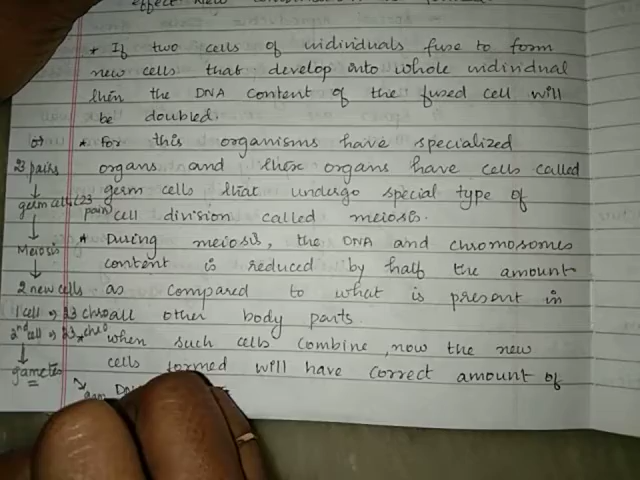 effect new
* If two cells of individuals fuse to form
new cells that develop into whole individual
then the DNA content of the fused cell will
be doubled.
* For this organisms have specialized
organs and these organs have cells called
germ cells that undergo special type of
cell division called meiosis.
* During meiosis, the DNA and chromosomes
content is reduced by half the amount
as compared to what is present in
all other body parts.
* when such cells combine, now the new
cells formed will have correct amount of
DNA
or
23 pairs
germ cells (23
pair)
Meiosis
2 new cells
1 cell → 23 chro
2nd cell → 23 chro
gametes